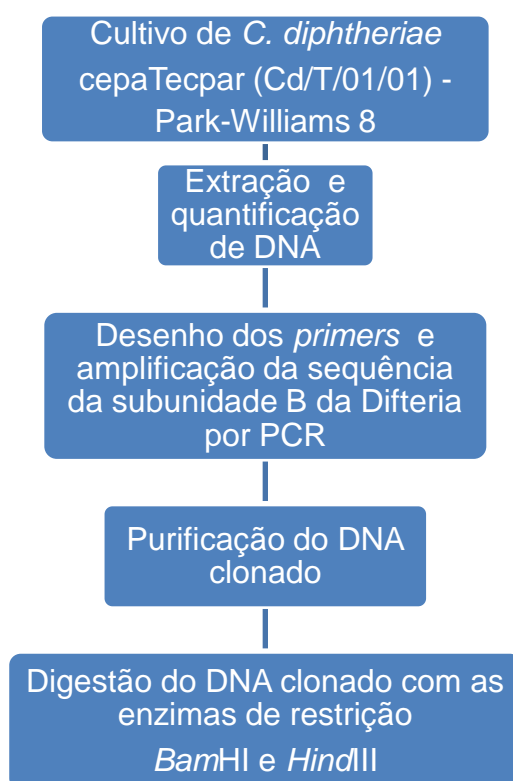 Cultivo de C. diphtheriae
cepaTecpar (Cd/T/01/01) -
Park-Williams 8
Extração e
quantificação
de DNA
Desenho dos primers e
amplificação da sequência
da subunidade B da Difteria
por PCR
Purificação do DNA
clonado
Digestão do DNA clonado com as
enzimas de restrição
BamHI e HindIII